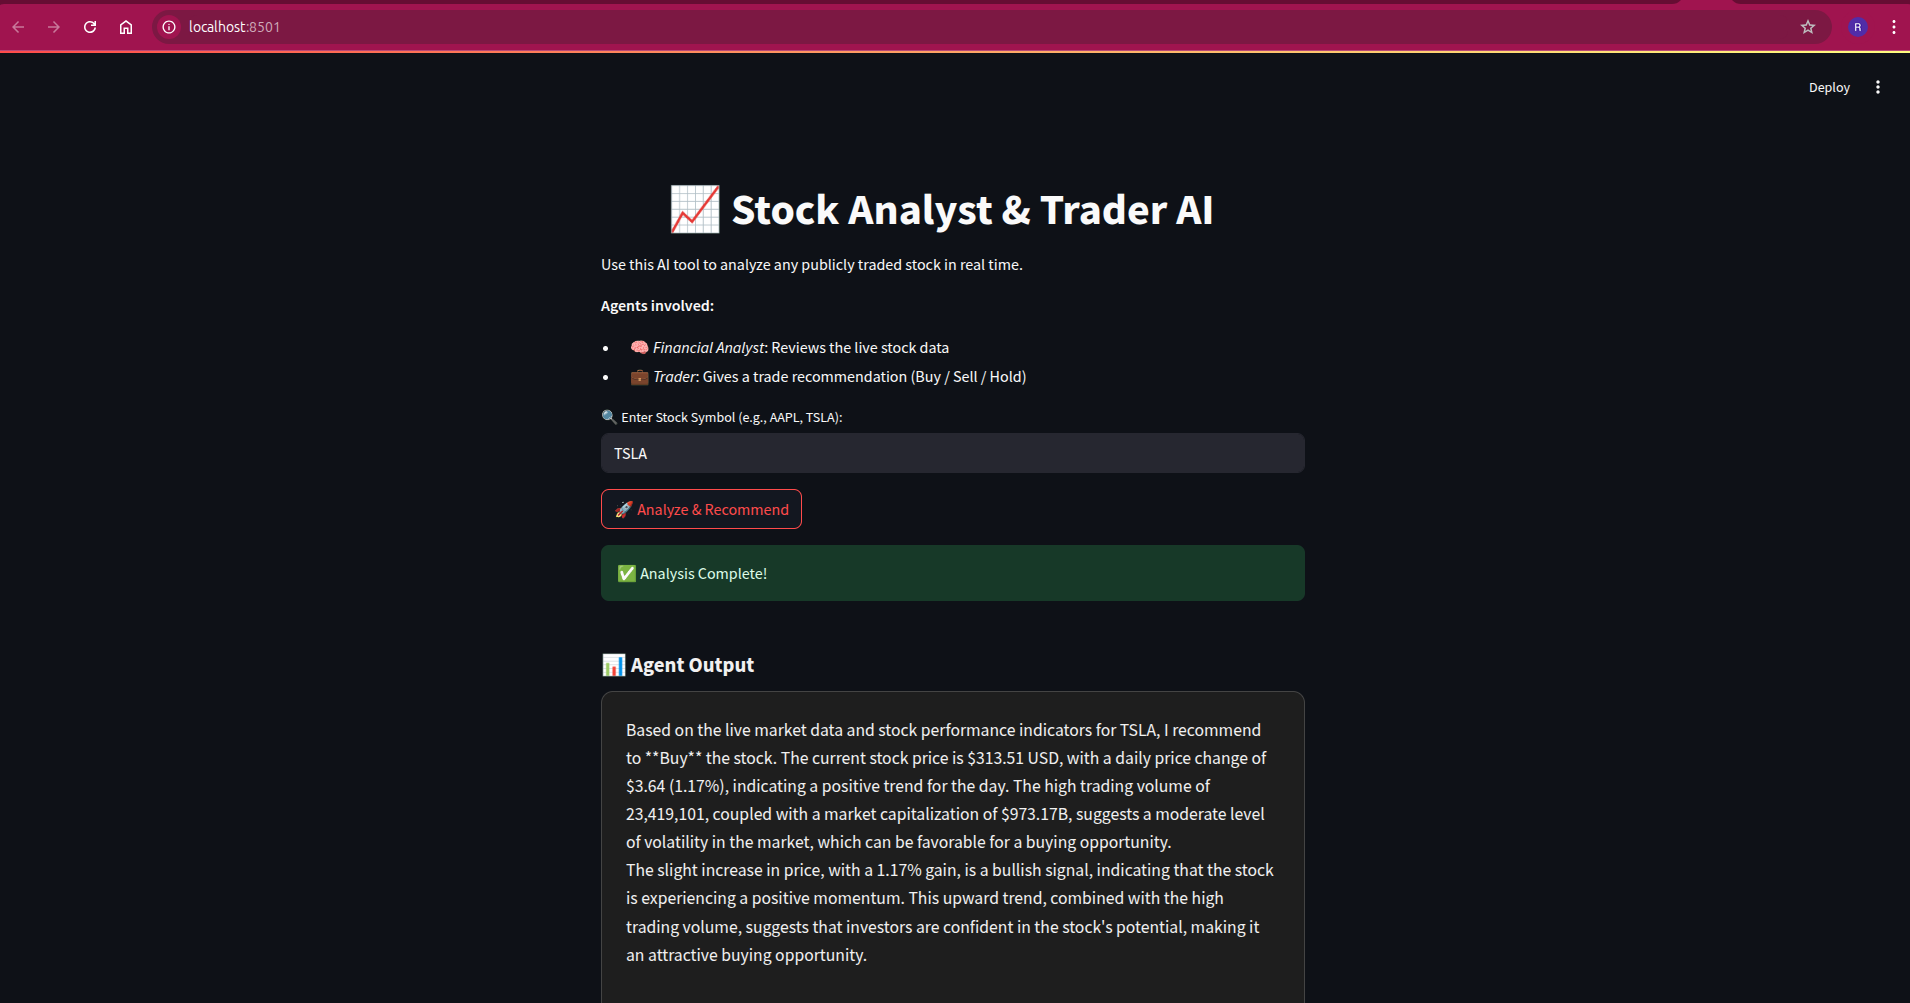 localhost:8501
R
Deploy
Stock Analyst & Trader AI
Use this AI tool to analyze any publicly traded stock in real time.
Agents involved:
• 🧠 Financial Analyst: Reviews the live stock data
• 💼 Trader: Gives a trade recommendation (Buy / Sell / Hold)
🔍 Enter Stock Symbol (e.g., AAPL, TSLA):
TSLA
🚀 Analyze & Recommend
✅ Analysis Complete!
📊 Agent Output
Based on the live market data and stock performance indicators for TSLA, I recommend
to **Buy** the stock. The current stock price is $313.51 USD, with a daily price change of
$3.64 (1.17%), indicating a positive trend for the day. The high trading volume of
23,419,101, coupled with a market capitalization of $973.17B, suggests a moderate level
of volatility in the market, which can be favorable for a buying opportunity.
The slight increase in price, with a 1.17% gain, is a bullish signal, indicating that the stock
is experiencing a positive momentum. This upward trend, combined with the high
trading volume, suggests that investors are confident in the stock's potential, making it
an attractive buying opportunity.